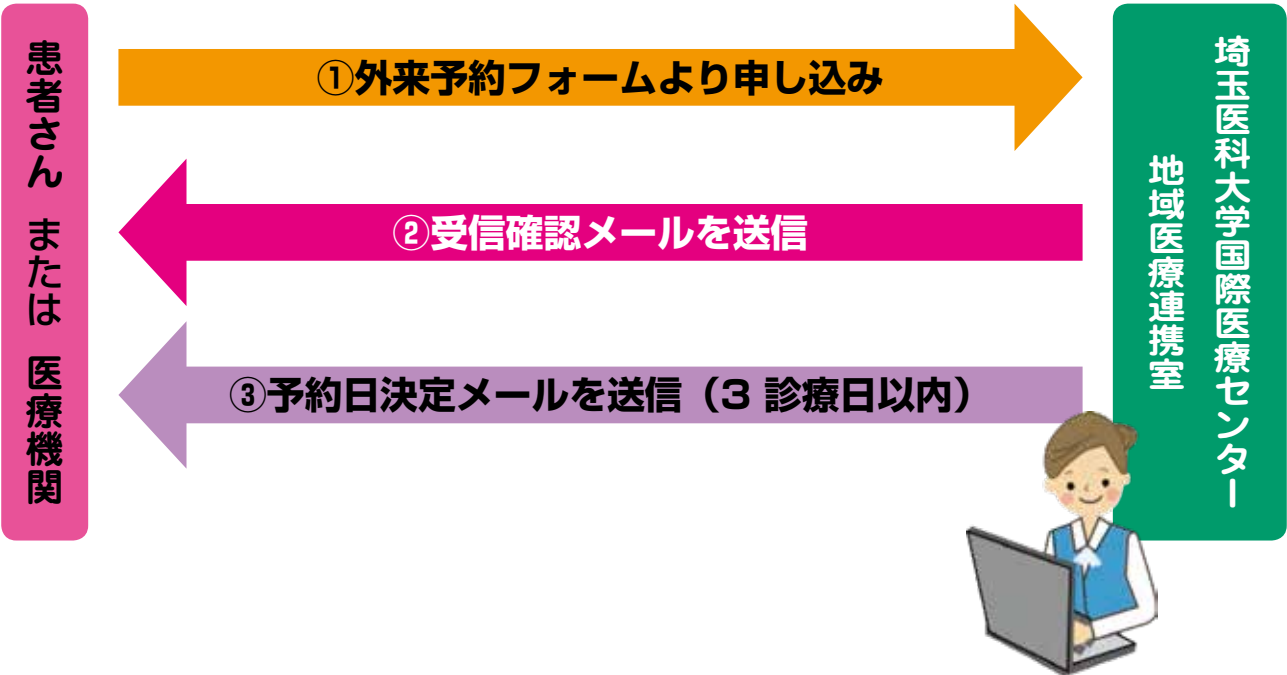 患者さん または 医療機関
①外来予約フォームより申し込み
②受信確認メールを送信
③予約日決定メールを送信（3 診療日以内）
埼玉医科大学国際医療センター
地域医療連携室